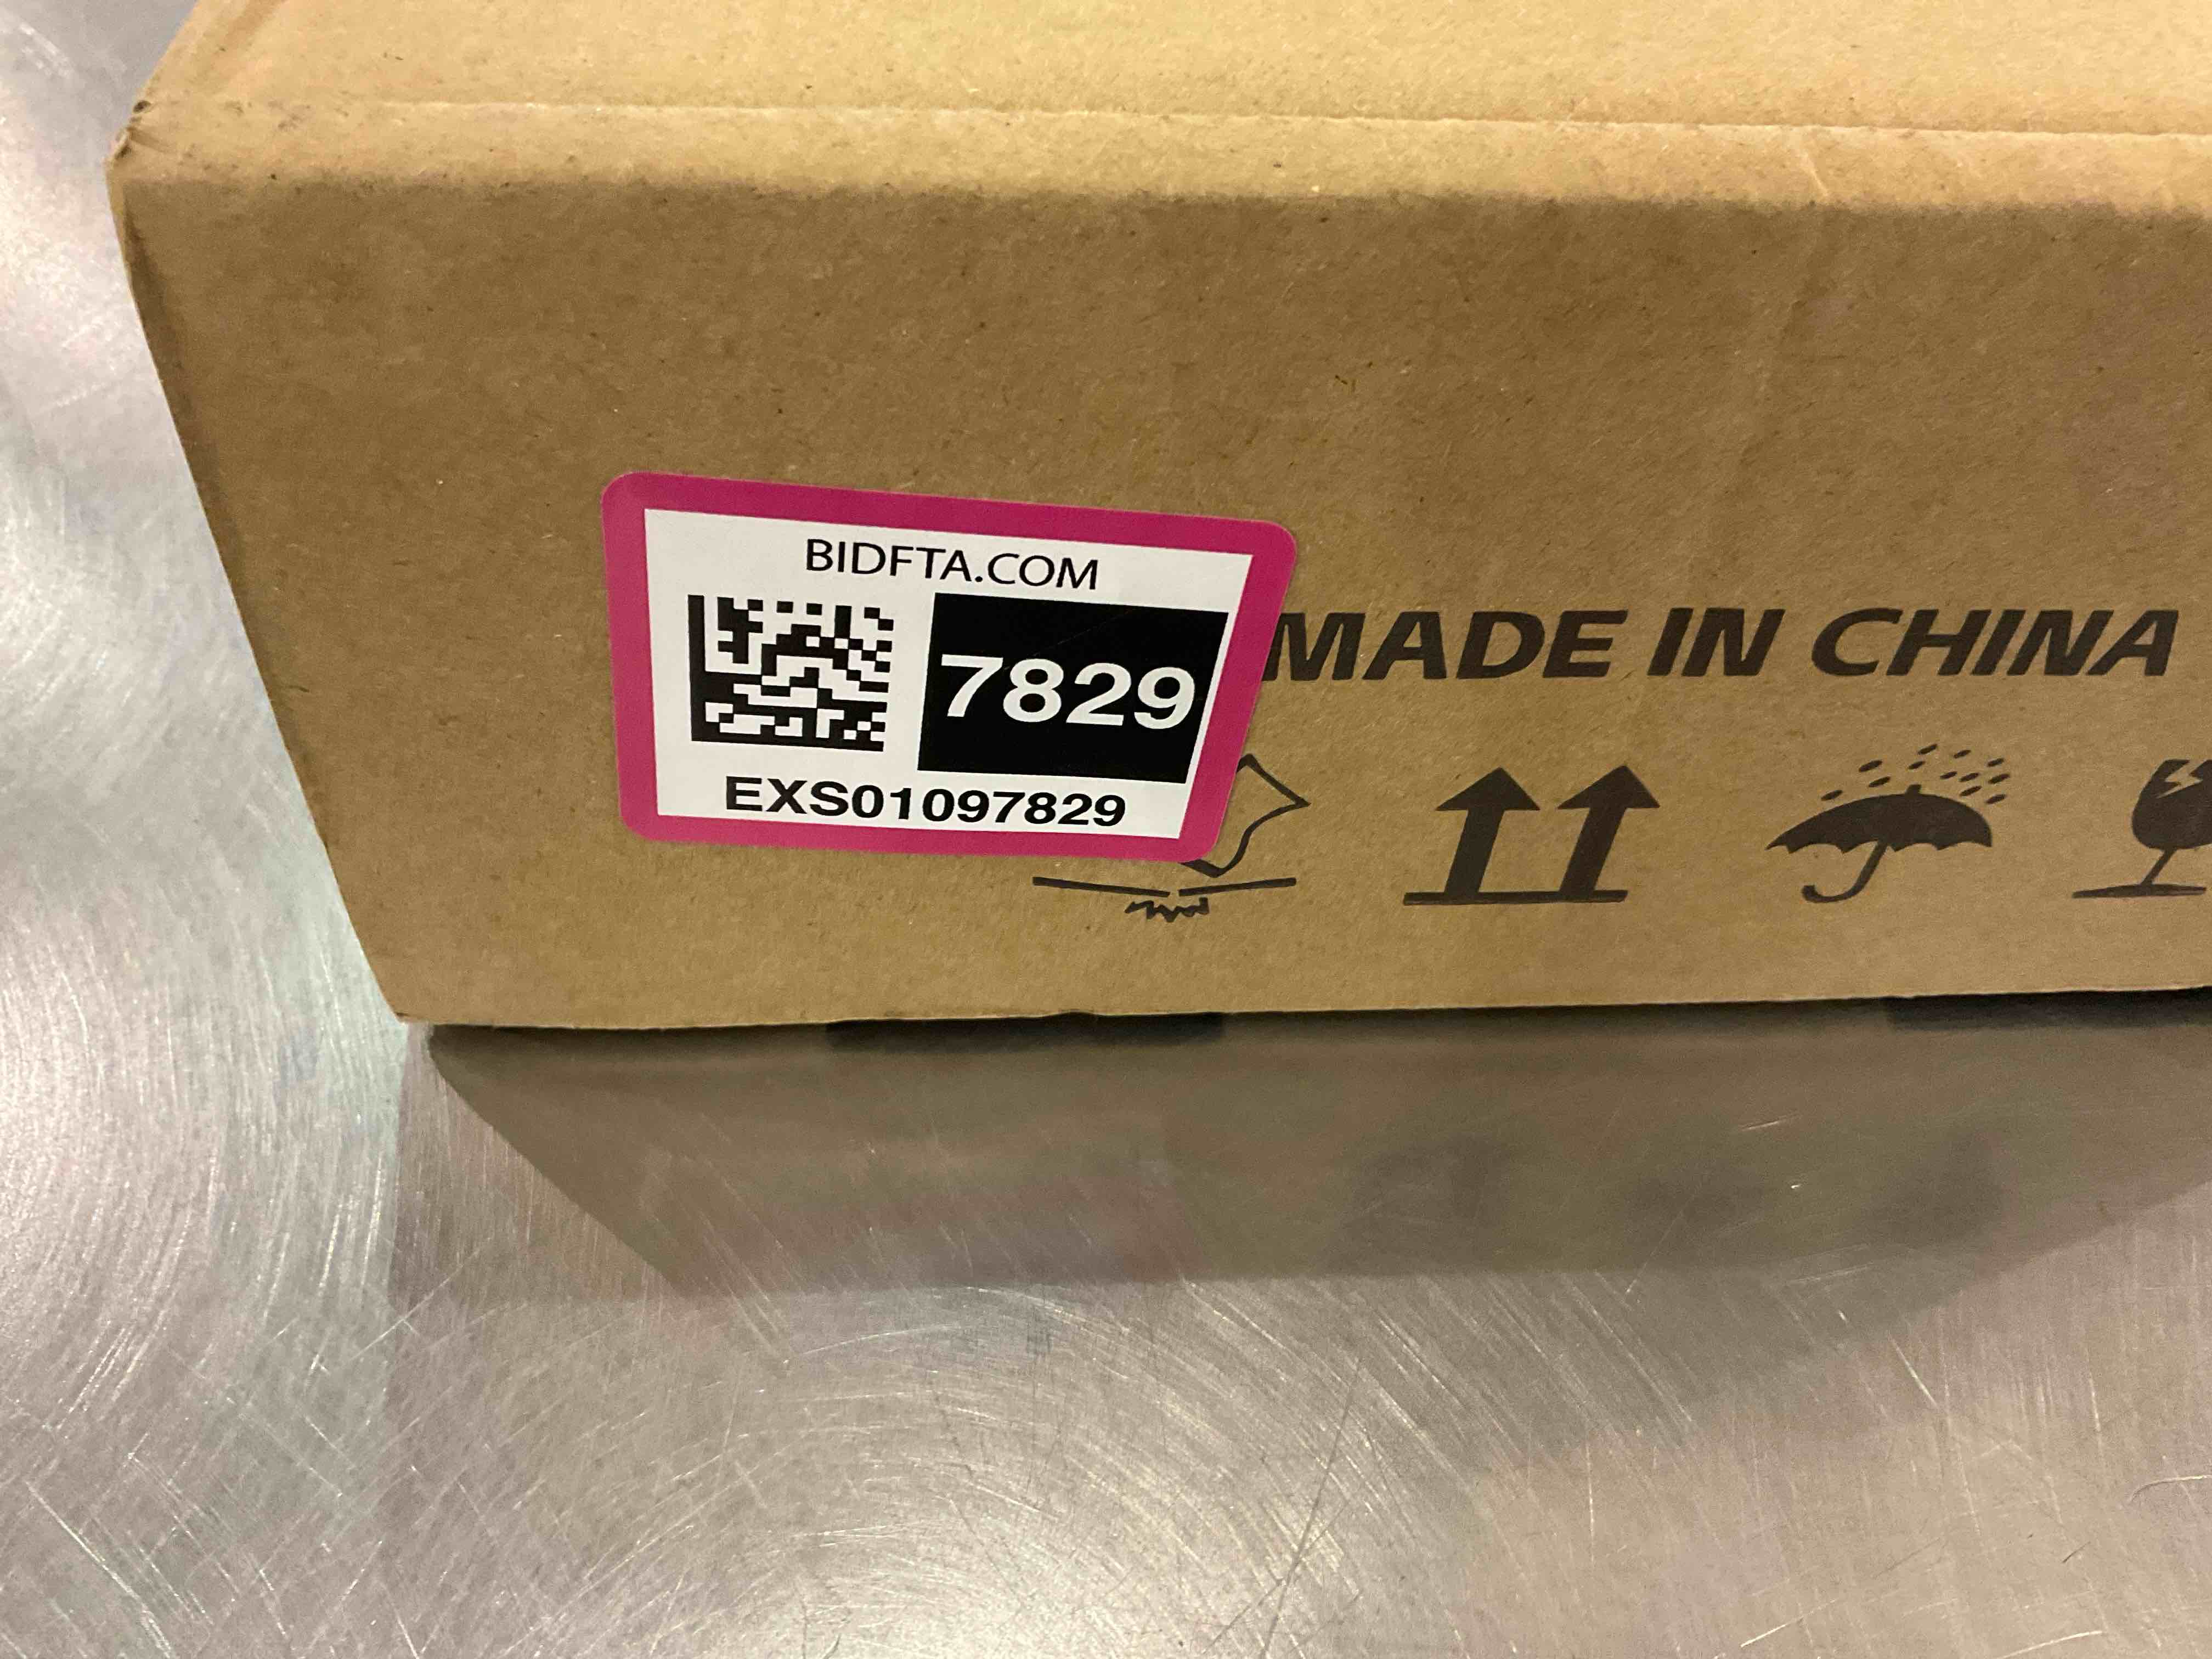 BIDFTA.COM
7829
EXS01097829
MADE IN CHINA